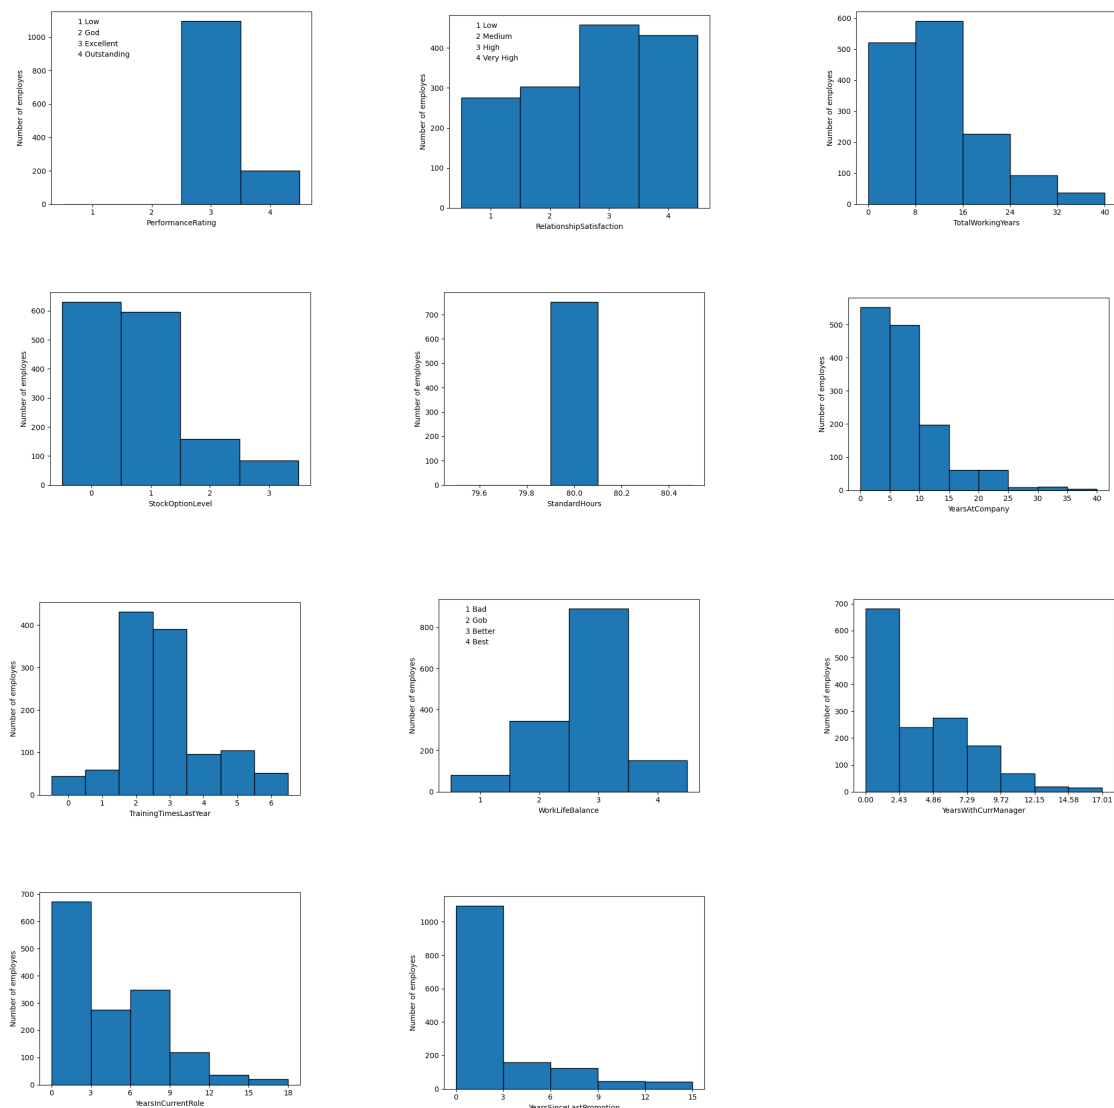 Number of employes
1000
800
600
400
200
0
1 Low
2 God
3 Excellent
4 Outstanding
1 2 3 4
PerformanceRating
Number of employes
400
300
200
100
0
1 Low
2 Medium
3 High
4 Very High
1 2 3 4
RelationshipSatisfaction
Number of employes
600
500
400
300
200
100
0
0 8 16 24 32 40
TotalWorkingYears
Number of employes
600
500
400
300
200
100
0
0 1 2 3
StockOptionLevel
Number of employes
700
600
500
400
300
200
100
0
79.6 79.8 80.0 80.2 80.4
StandardHours
Number of employes
500
400
300
200
100
0
0 5 10 15 20 25 30 35 40
YearsAtCompany
Number of employes
400
300
200
100
0
0 1 2 3 4 5 6
TrainingTimesLastYear
Number of employes
800
600
400
200
0
1 Bad
2 Gob
3 Better
4 Best
1 2 3 4
WorkLifeBalance
Number of employes
700
600
500
400
300
200
100
0
0.00 2.43 4.86 7.29 9.72 12.15 14.58 17.01
YearsWithCurrManager
Number of employes
700
600
500
400
300
200
100
0
0 3 6 9 12 15 18
YearsInCurrentRole
Number of employes
1000
800
600
400
200
0
0 3 6 9 12 15
YearsSinceLastPromotion